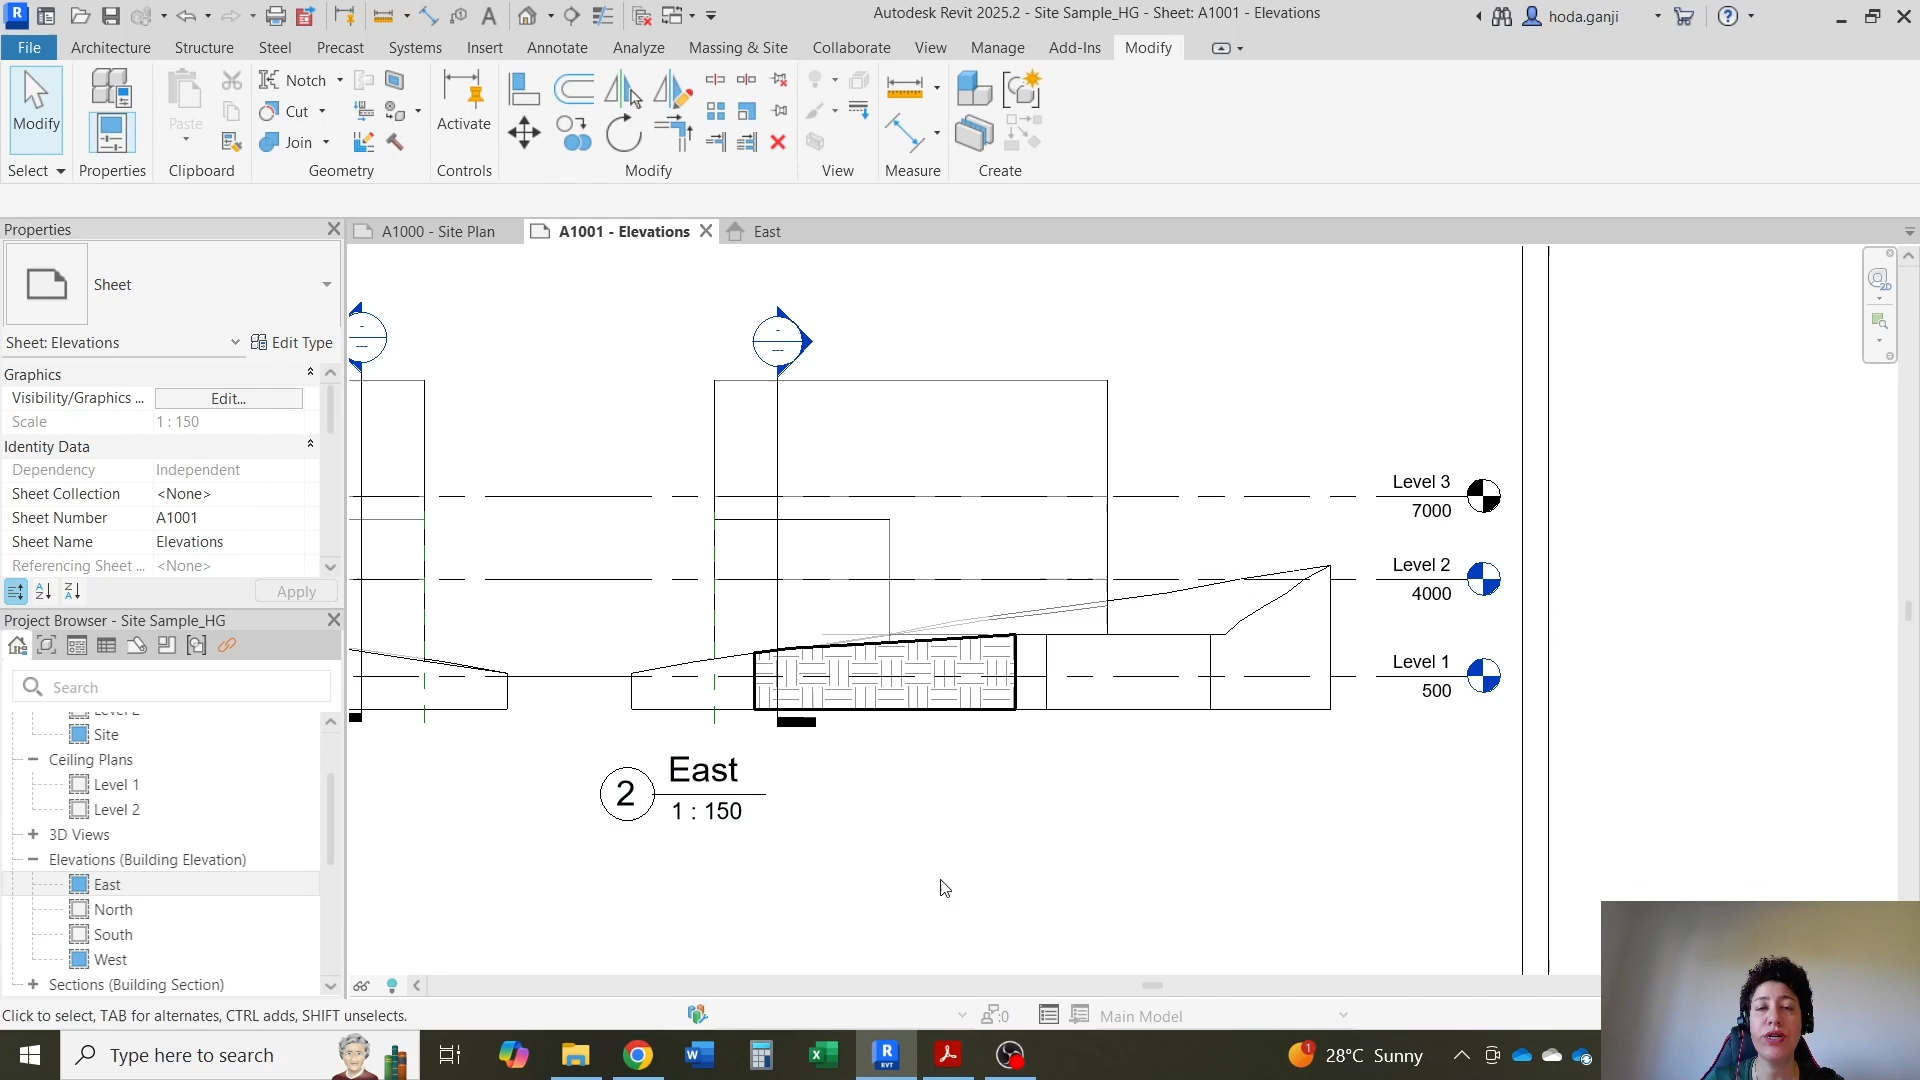 Autodesk Revit 2025.2 - Site Sample_HG - Sheet: A1001 - Elevations
hoda.ganji
File Architecture Structure Steel Precast Systems Insert Annotate Analyze Massing & Site Collaborate View Manage Add-Ins Modify
Modify
Paste
Notch
Cut
Join
Activate
Select Properties Clipboard Geometry Controls Modify View Measure Create
Properties
A1000 - Site Plan
A1001 - Elevations
East
Sheet
Sheet: Elevations
Edit Type
Graphics
Visibility/Graphics ... Edit...
Scale 1 : 150
Identity Data
Dependency Independent
Sheet Collection <None>
Sheet Number A1001
Sheet Name Elevations
Referencing Sheet ... <None>
Apply
Project Browser - Site Sample_HG
Search
Level 2
Site
Ceiling Plans
Level 1
Level 2
3D Views
Elevations (Building Elevation)
East
North
South
West
Sections (Building Section)
Level 3
7000
Level 2
4000
Level 1
500
2
East
1 : 150
Click to select, TAB for alternates, CTRL adds, SHIFT unselects.
:0
Main Model
Type here to search
1
28°C Sunny